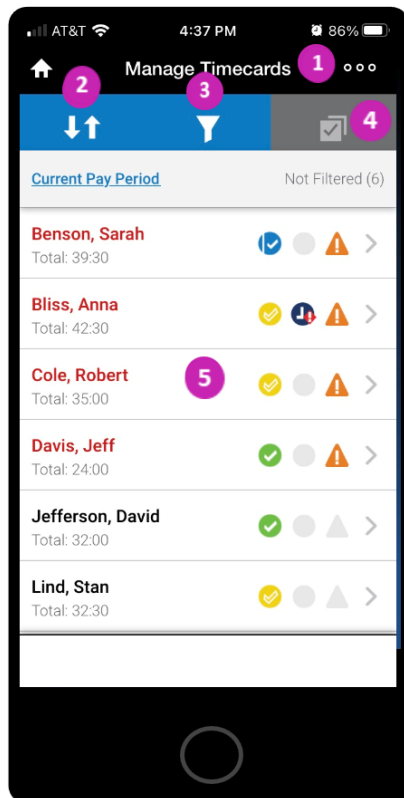 AT&T 4:37 PM 86%
Manage Timecards 1
2 3 4
Current Pay Period Not Filtered (6)
Benson, Sarah
Total: 39:30
Bliss, Anna
Total: 42:30
Cole, Robert 5
Total: 35:00
Davis, Jeff
Total: 24:00
Jefferson, David
Total: 32:00
Lind, Stan
Total: 32:30